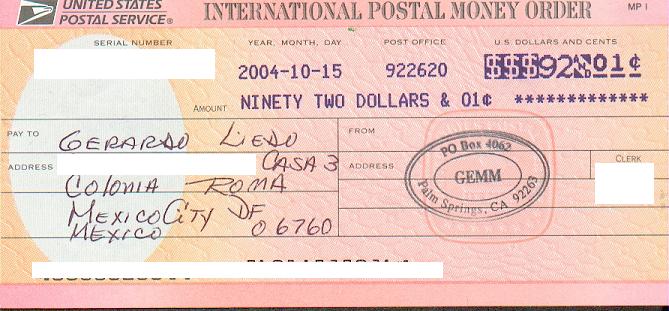 UNITED STATES
POSTAL SERVICE®
INTERNATIONAL POSTAL MONEY ORDER
MP I
SERIAL NUMBER
YEAR, MONTH, DAY
POST OFFICE
U.S. DOLLARS AND CENTS
2004-10-15
922620
$$$92※01¢
AMOUNT
NINETY TWO DOLLARS & 01¢ *************
PAY TO
GERARDO LIEDO
FROM
ADDRESS
CASA 3
ADDRESS
COLONIA ROMA
MEXICO CITY DF
MEXICO 06760
PO Box 4062
GEMM
Palm Springs, CA 92263
CLERK